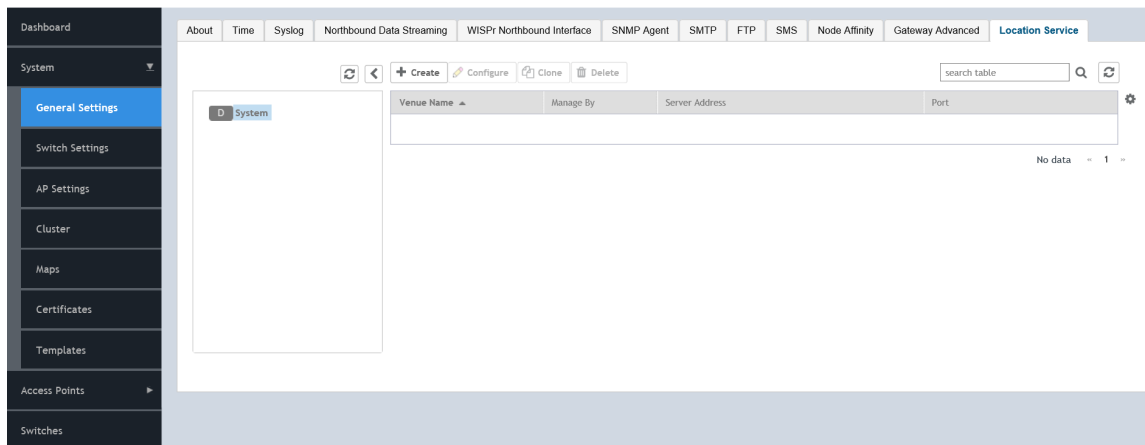 Dashboard
About Time Syslog Northbound Data Streaming WISPr Northbound Interface SNMP Agent SMTP FTP SMS Node Affinity Gateway Advanced Location Service
System
Create Configure Clone Delete search table
General Settings
D System
Venue Name Manage By Server Address Port
Switch Settings
No data « 1 »
AP Settings
Cluster
Maps
Certificates
Templates
Access Points
Switches